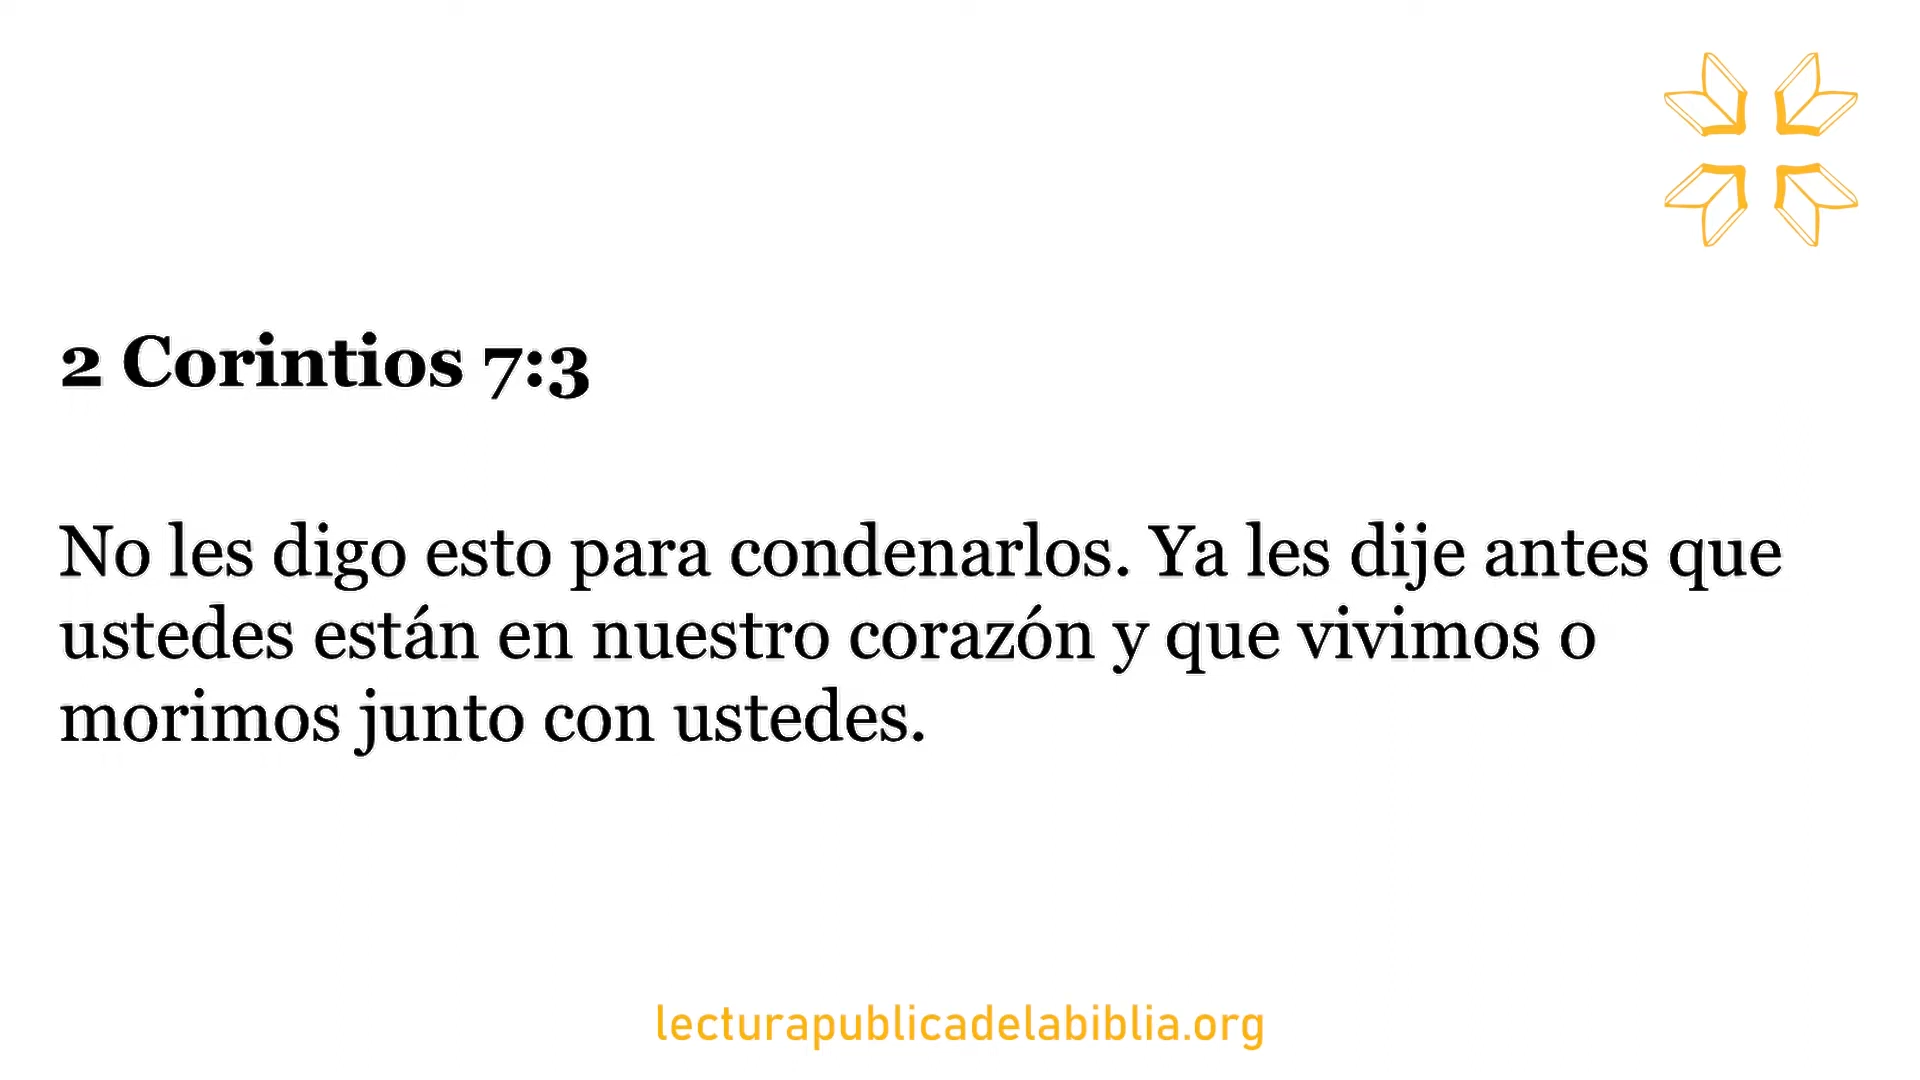 2 Corintios 7:3
No les digo esto para condenarlos. Ya les dije antes que
ustedes están en nuestro corazón y que vivimos o
morimos junto con ustedes.
lecturapublicadelabiblia.org